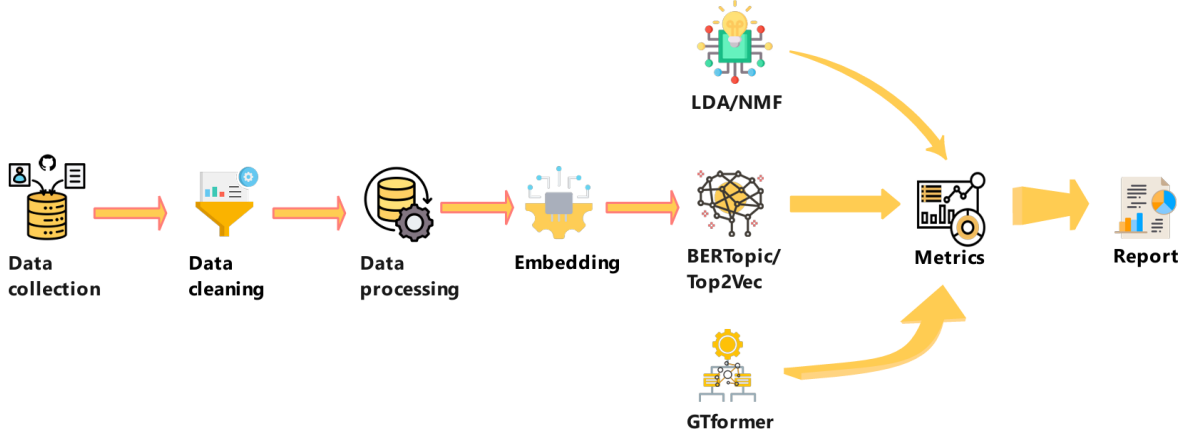 LDA/NMF
Data
collection
Data
cleaning
Data
processing
Embedding
BERTopic/
Top2Vec
Metrics
Report
GTformer